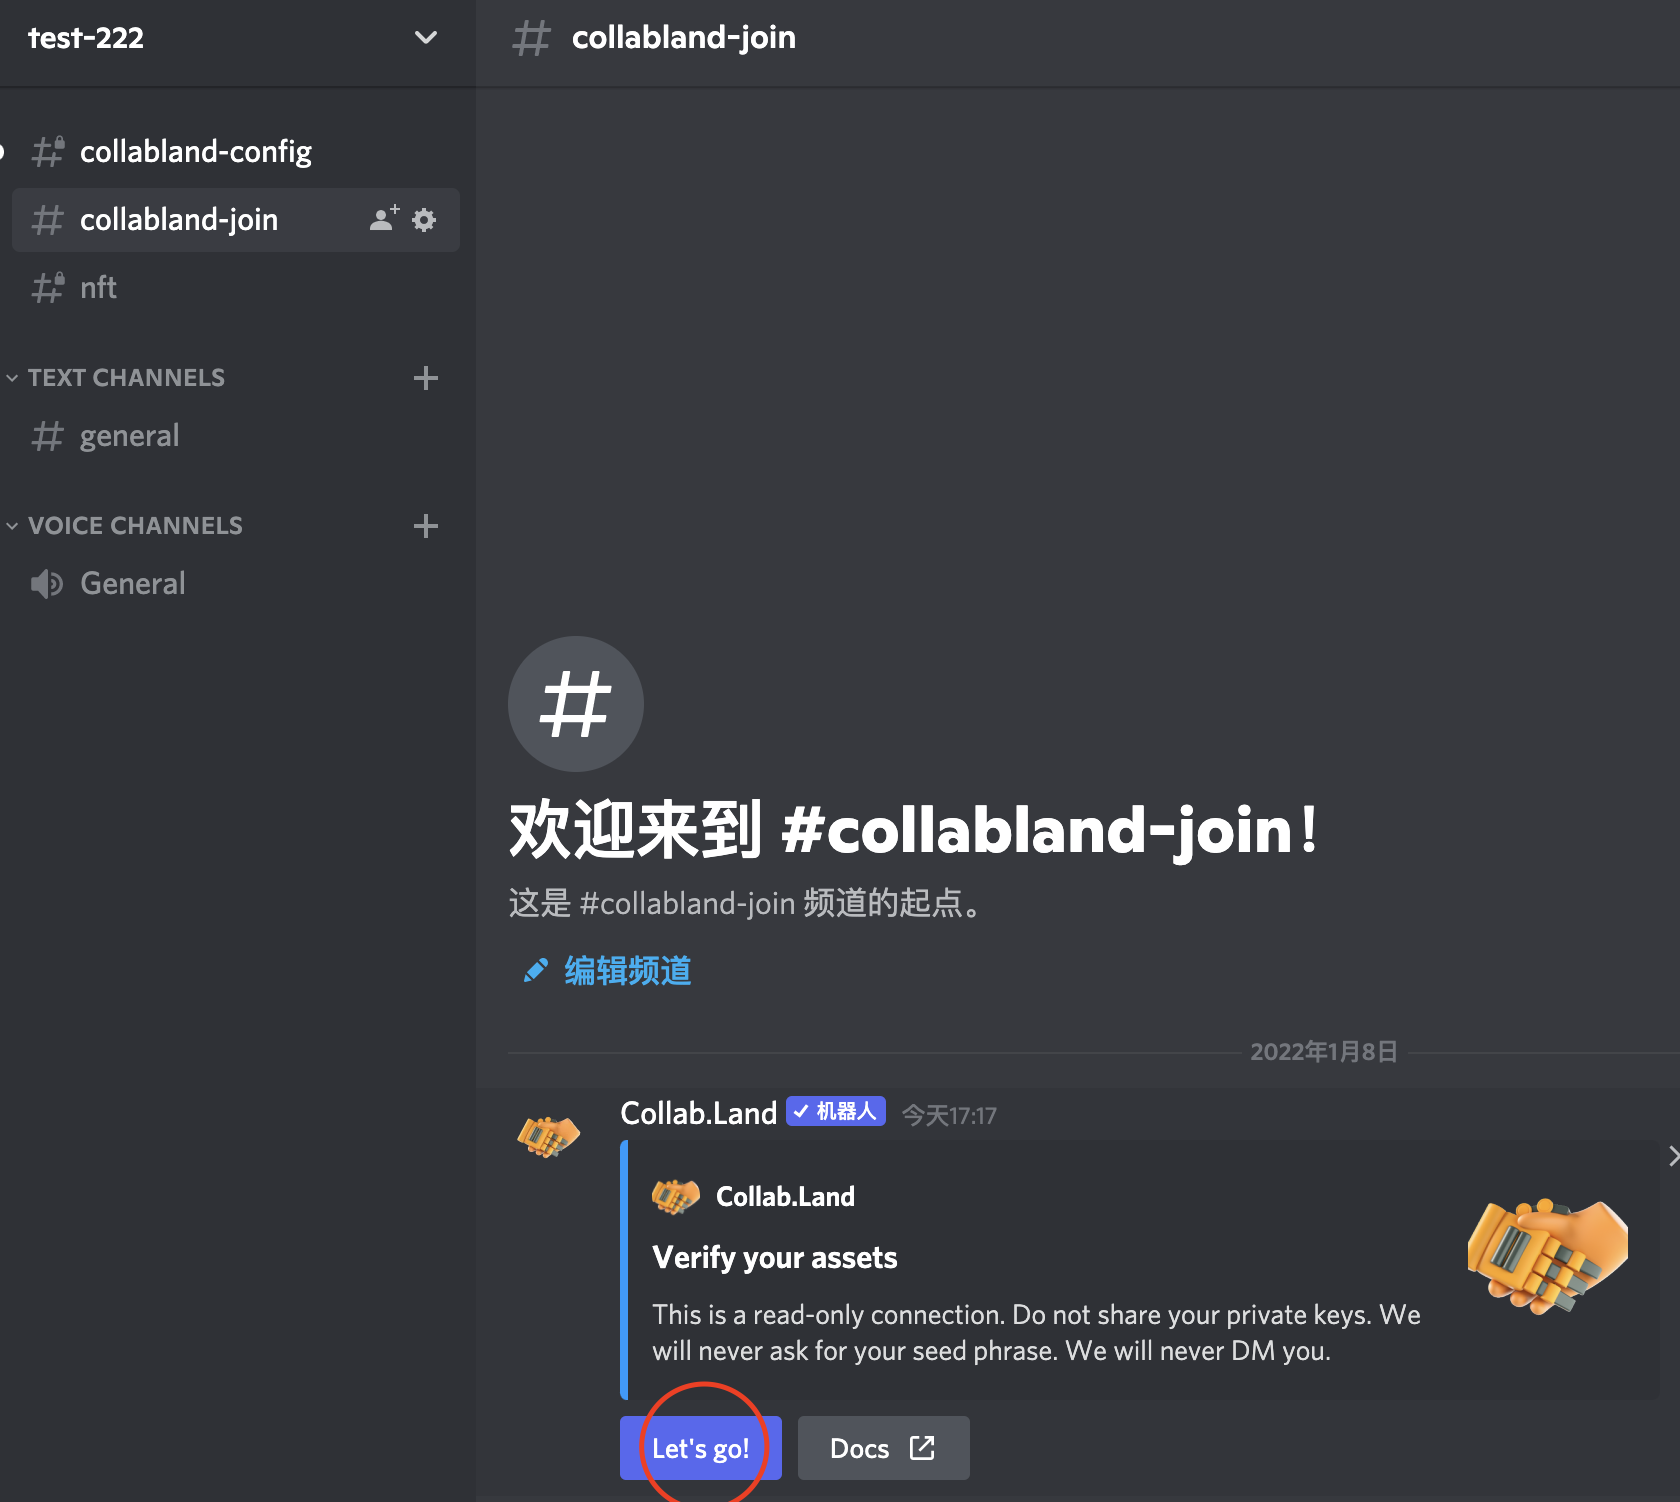 test-222
collabland-config
collabland-join
nft
TEXT CHANNELS
general
VOICE CHANNELS
General
collabland-join
欢迎来到 #collabland-join！
这是 #collabland-join 频道的起点。
编辑频道
2022年1月8日
Collab.Land 机器人 今天17:17
Collab.Land
Verify your assets
This is a read-only connection. Do not share your private keys. We
will never ask for your seed phrase. We will never DM you.
Let's go! Docs